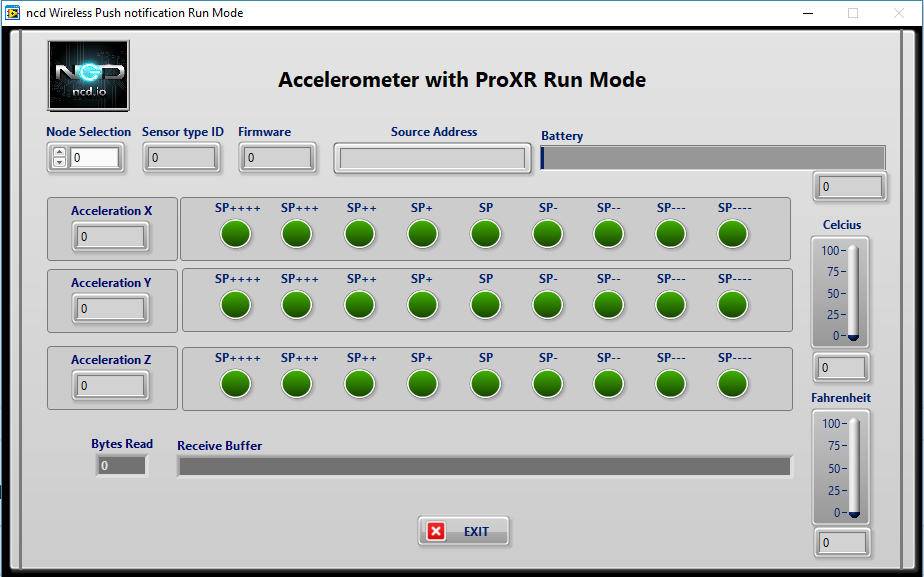 ncd Wireless Push notification Run Mode
NCD
ncd.io
Accelerometer with ProXR Run Mode
Node Selection Sensor type ID Firmware Source Address Battery
0 0 0
0
Acceleration X SP++++ SP+++ SP++ SP+ SP SP- SP-- SP--- SP----
0
Celcius
100
75
50
25
0
0
Acceleration Y SP++++ SP+++ SP++ SP+ SP SP- SP-- SP--- SP----
0
Acceleration Z SP++++ SP+++ SP++ SP+ SP SP- SP-- SP--- SP----
0
Fahrenheit
100
75
50
25
0
0
Bytes Read Receive Buffer
0
EXIT